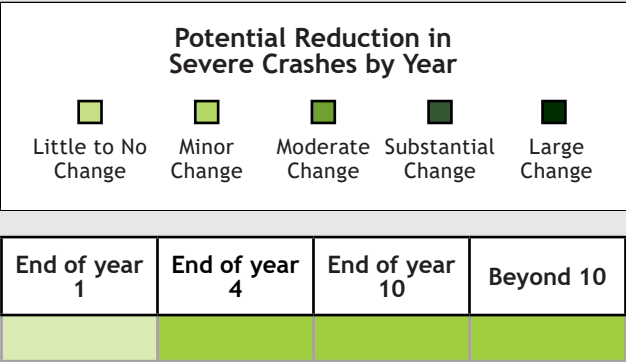 Potential Reduction in
Severe Crashes by Year
Little to No
Change
Minor
Change
Moderate
Change
Substantial
Change
Large
Change
End of year
1
End of year
4
End of year
10
Beyond 10